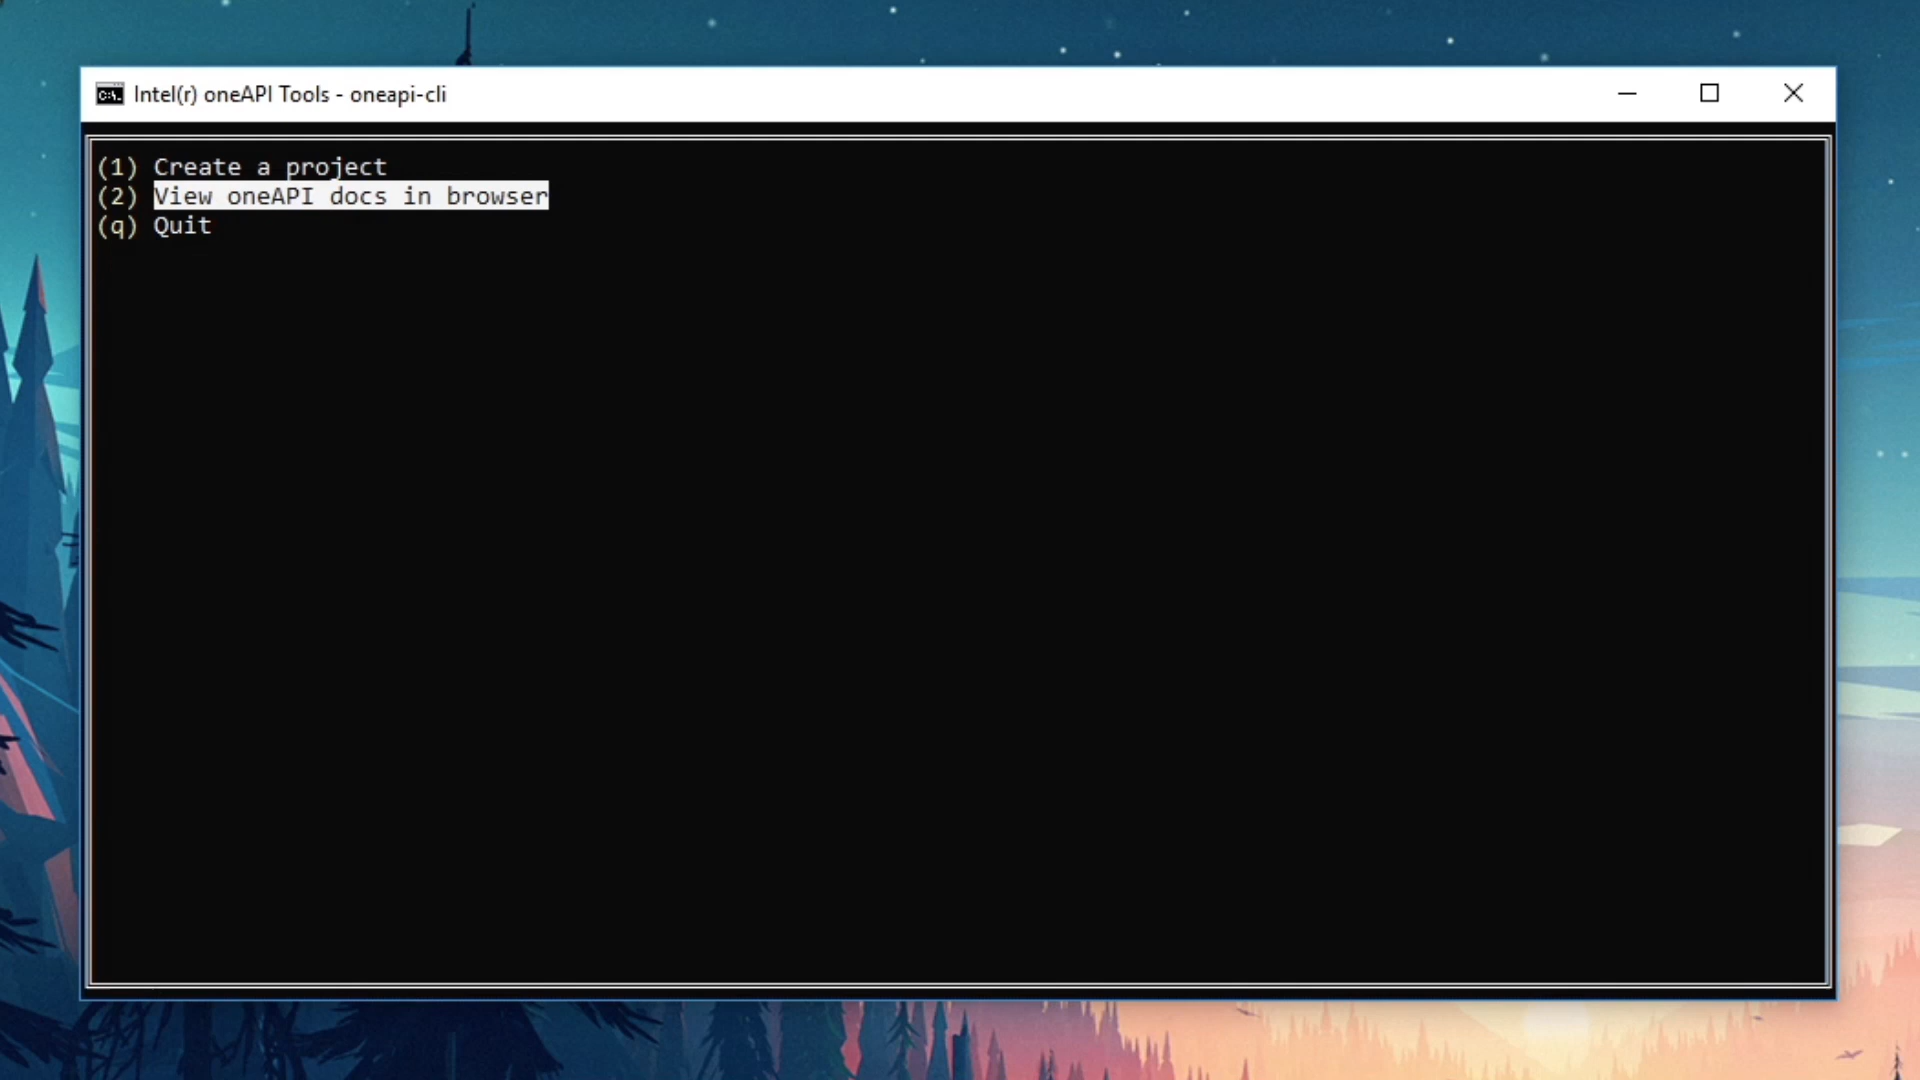 Intel(r) oneAPI Tools - oneapi-cli
(1) Create a project
(2) View oneAPI docs in browser
(q) Quit